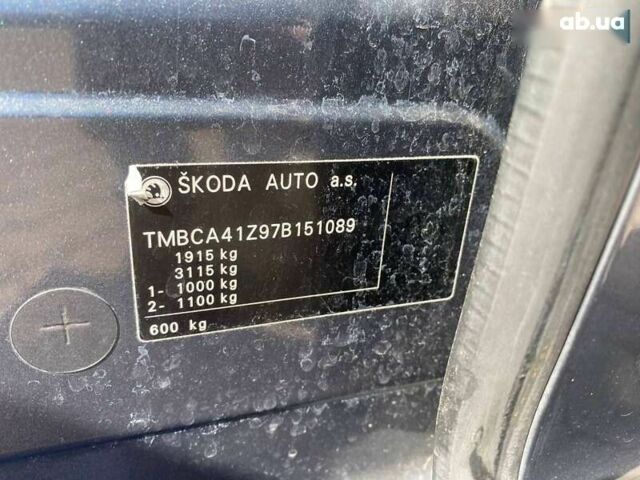 ab.ua
ŠKODA AUTO a.s.
TMBCA41Z97B151089
1915 kg
3115 kg
1- 1000 kg
2- 1100 kg
600 kg